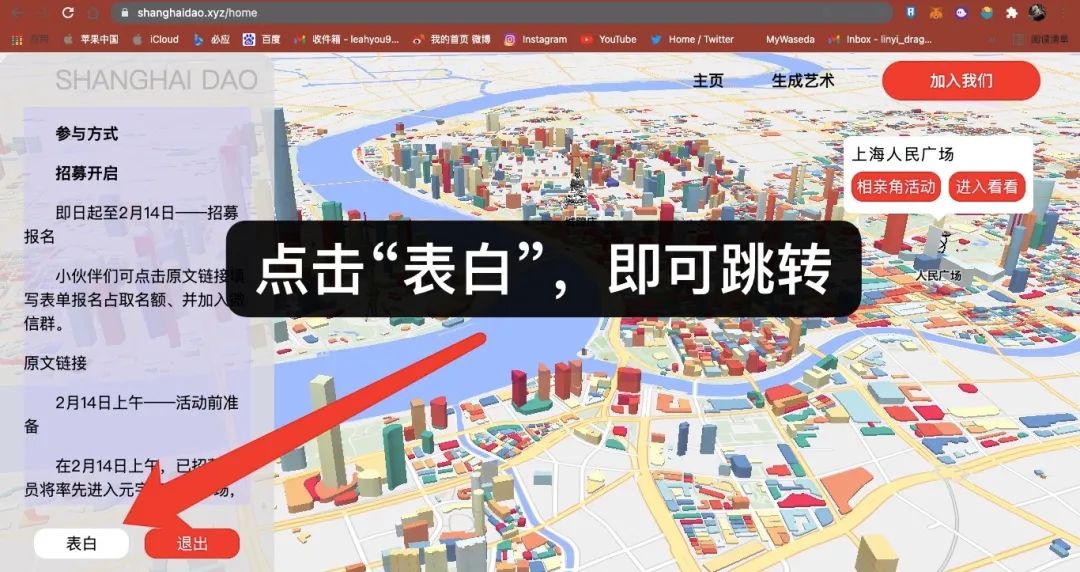 shanghaidao.xyz/home
苹果中国 iCloud 必应 百度 收件箱 - leahyou9... 我的首页 微博 Instagram YouTube Home / Twitter MyWaseda Inbox - linyi_drag... 阅读清单
SHANGHAI DAO
主页 生成艺术 加入我们
参与方式
招募开启
即日起至2月14日——招募
报名
小伙伴们可点击原文链接填
写表单报名占取名额、并加入微
信群。
原文链接
2月14日上午——活动前准
备
在2月14日上午,已招
员将率先进入元 场,
表白 退出
上海人民广场
相亲角活动 进入看看
人民广场
城隍庙
点击“表白”,即可跳转